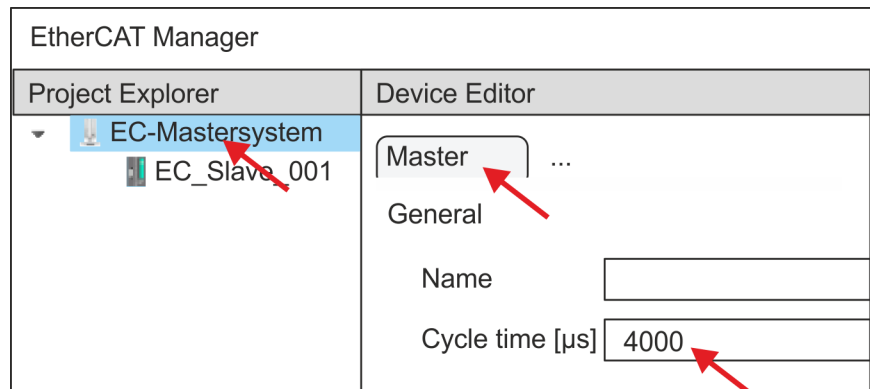 EtherCAT Manager
Project Explorer
Device Editor
EC-Mastersystem
EC_Slave_001
Master
...
General
Name
Cycle time [µs]
4000